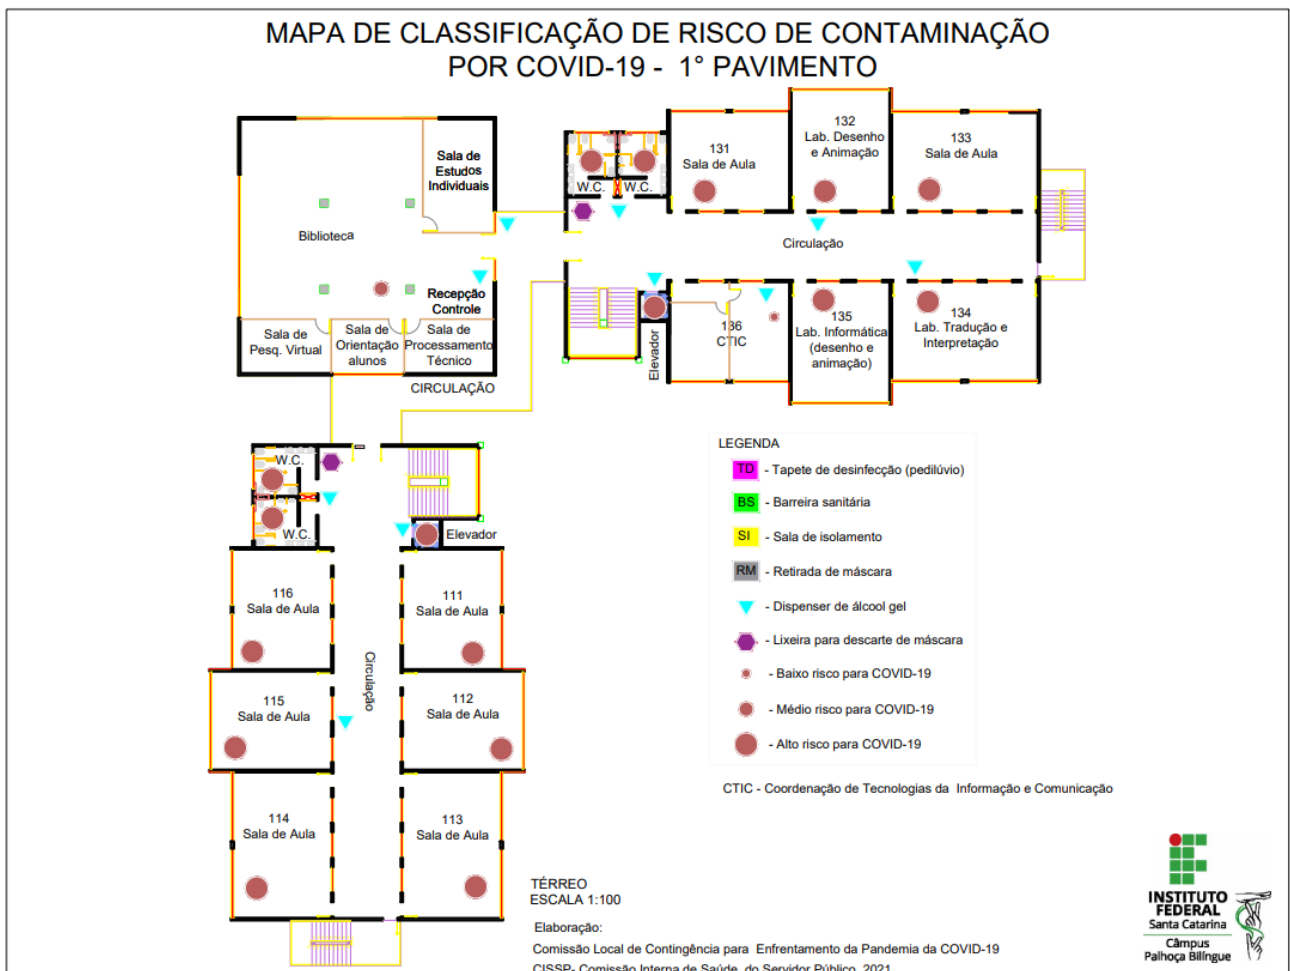 MAPA DE CLASSIFICAÇÃO DE RISCO DE CONTAMINAÇÃO
POR COVID-19 - 1° PAVIMENTO
Sala de
Estudos
Individuais
Biblioteca
Recepção
Controle
Sala de
Pesq. Virtual
Sala de
Orientação
alunos
Sala de
Processamento
Técnico
CIRCULAÇÃO
W.C.
W.C.
131
Sala de Aula
132
Lab. Desenho
e Animação
133
Sala de Aula
Circulação
Elevador
136
CTIC
135
Lab. Informática
(desenho e
animação)
134
Lab. Tradução e
Interpretação
W.C.
W.C.
Elevador
116
Sala de Aula
111
Sala de Aula
Circulação
115
Sala de Aula
112
Sala de Aula
114
Sala de Aula
113
Sala de Aula
LEGENDA
TD - Tapete de desinfecção (pedilúvio)
BS - Barreira sanitária
SI - Sala de isolamento
RM - Retirada de máscara
- Dispenser de álcool gel
- Lixeira para descarte de máscara
- Baixo risco para COVID-19
- Médio risco para COVID-19
- Alto risco para COVID-19
CTIC - Coordenação de Tecnologias da Informação e Comunicação
TÉRREO
ESCALA 1:100
Elaboração:
Comissão Local de Contingência para Enfrentamento da Pandemia da COVID-19
CISSP- Comissão Interna de Saúde do Servidor Público, 2021
INSTITUTO
FEDERAL
Santa Catarina
Câmpus
Palhoça Bilíngue